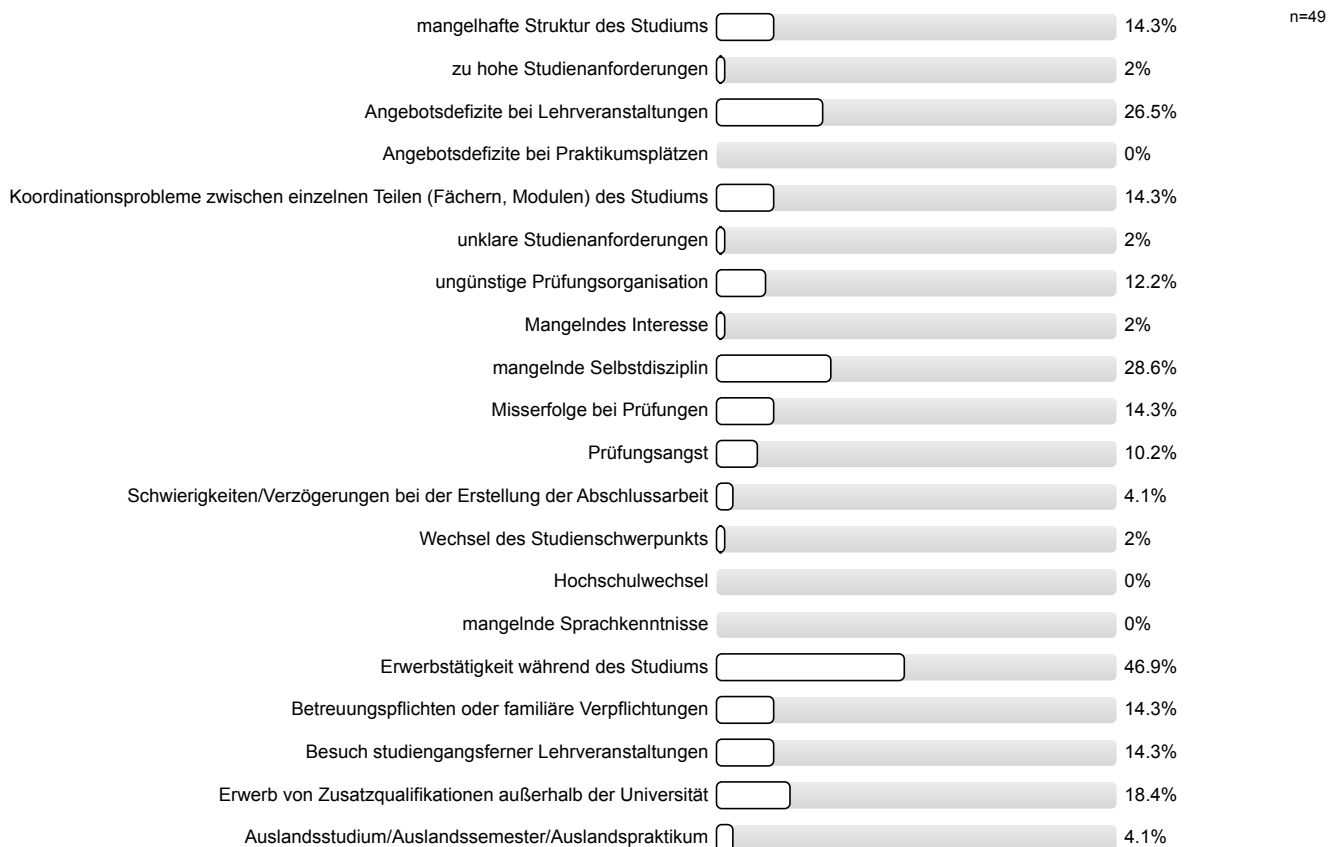 mangelhafte Struktur des Studiums 14.3% n=49
zu hohe Studienanforderungen 2%
Angebotsdefizite bei Lehrveranstaltungen 26.5%
Angebotsdefizite bei Praktikumsplätzen 0%
Koordinationsprobleme zwischen einzelnen Teilen (Fächern, Modulen) des Studiums 14.3%
unklare Studienanforderungen 2%
ungünstige Prüfungsorganisation 12.2%
Mangelndes Interesse 2%
mangelnde Selbstdisziplin 28.6%
Misserfolge bei Prüfungen 14.3%
Prüfungsangst 10.2%
Schwierigkeiten/Verzögerungen bei der Erstellung der Abschlussarbeit 4.1%
Wechsel des Studienschwerpunkts 2%
Hochschulwechsel 0%
mangelnde Sprachkenntnisse 0%
Erwerbstätigkeit während des Studiums 46.9%
Betreuungspflichten oder familiäre Verpflichtungen 14.3%
Besuch studiengangsferner Lehrveranstaltungen 14.3%
Erwerb von Zusatzqualifikationen außerhalb der Universität 18.4%
Auslandsstudium/Auslandssemester/Auslandspraktikum 4.1%